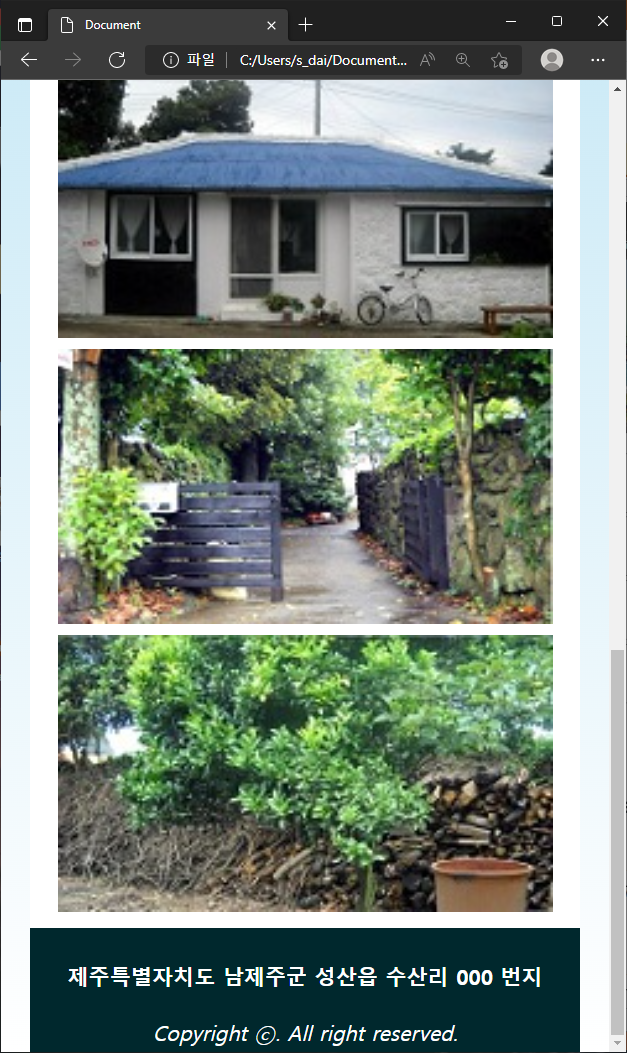 Document
파일
C:/Users/s_dai/Document...
제주특별자치도 남제주군 성산읍 수산리 000 번지
Copyright ⓒ. All right reserved.